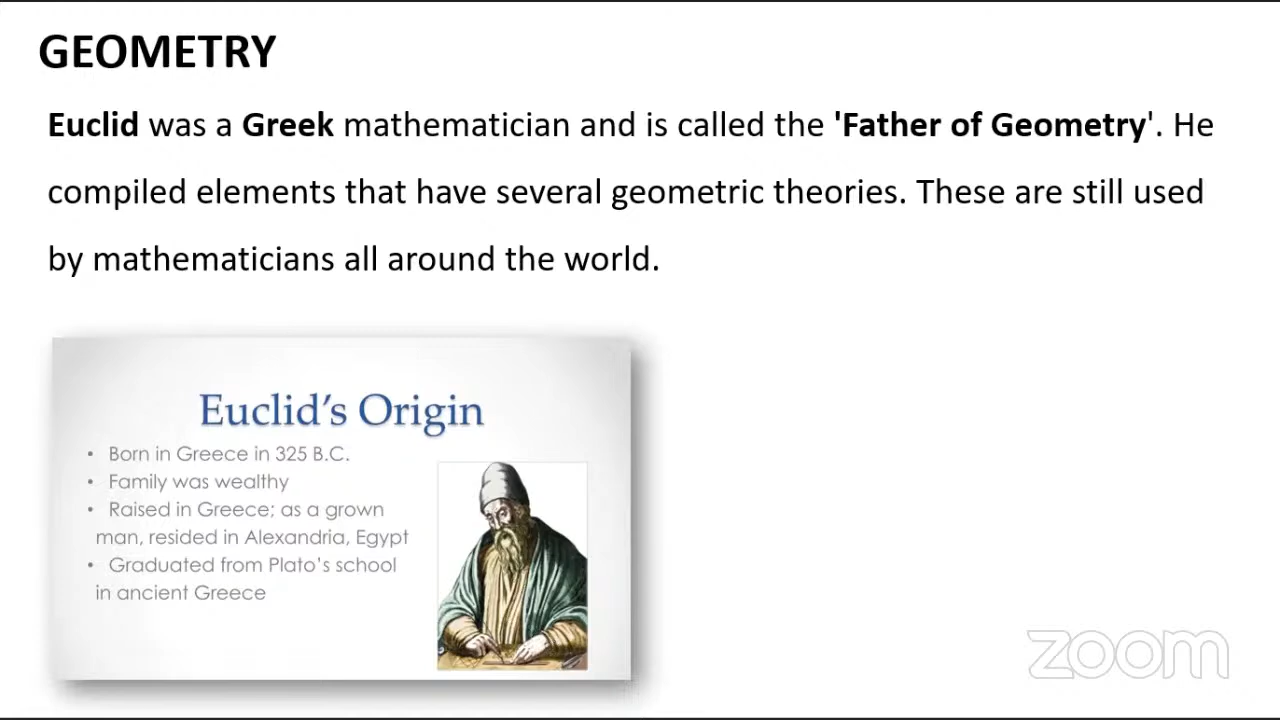 GEOMETRY
Euclid was a Greek mathematician and is called the 'Father of Geometry'. He
compiled elements that have several geometric theories. These are still used
by mathematicians all around the world.
Euclid’s Origin
• Born in Greece in 325 B.C.
• Family was wealthy
• Raised in Greece; as a grown
man, resided in Alexandria, Egypt
• Graduated from Plato’s school
in ancient Greece
zoom